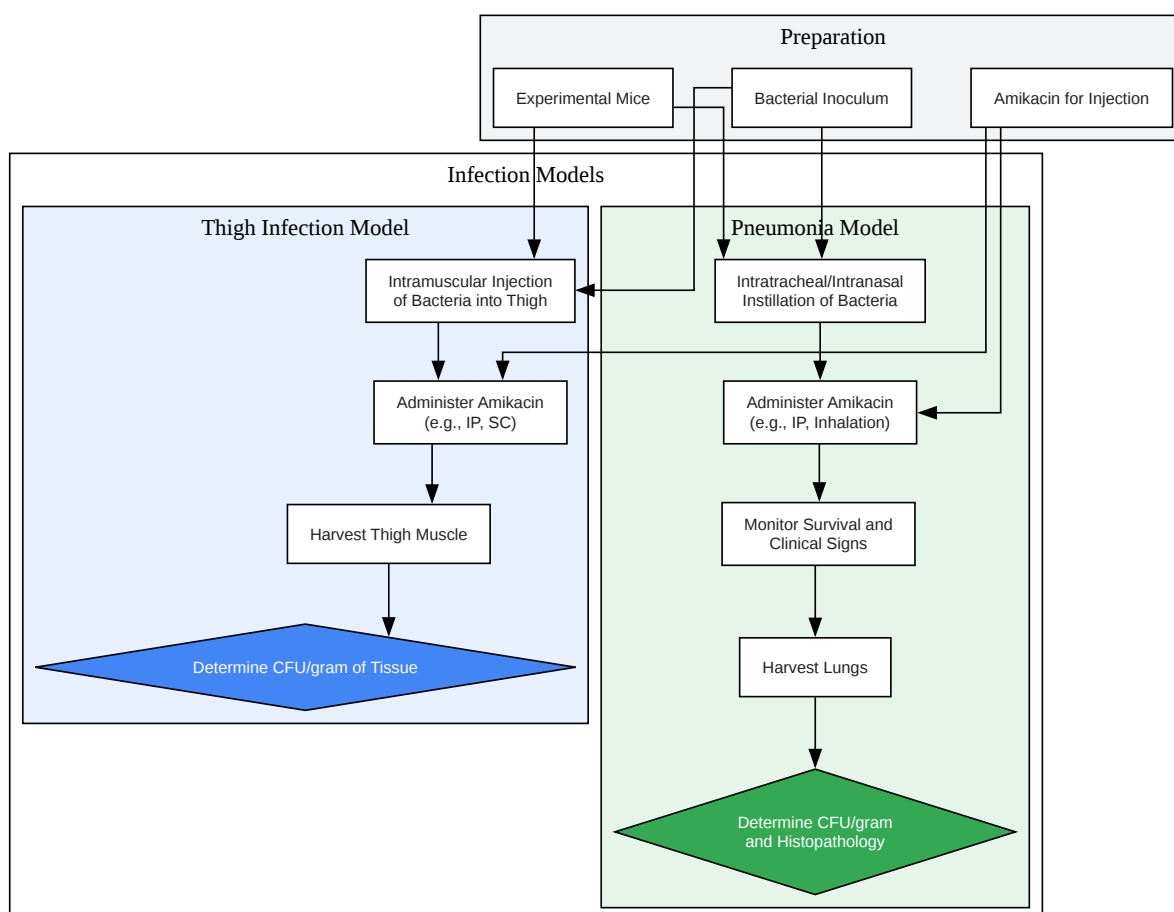 Preparation
Experimental Mice
Bacterial Inoculum
Amikacin for Injection
Infection Models
Thigh Infection Model
Intramuscular Injection
of Bacteria into Thigh
Administer Amikacin
(e.g., IP, SC)
Harvest Thigh Muscle
Determine CFU/gram of Tissue
Pneumonia Model
Intratracheal/Intranasal
Instillation of Bacteria
Administer Amikacin
(e.g., IP, Inhalation)
Monitor Survival and
Clinical Signs
Harvest Lungs
Determine CFU/gram
and Histopathology